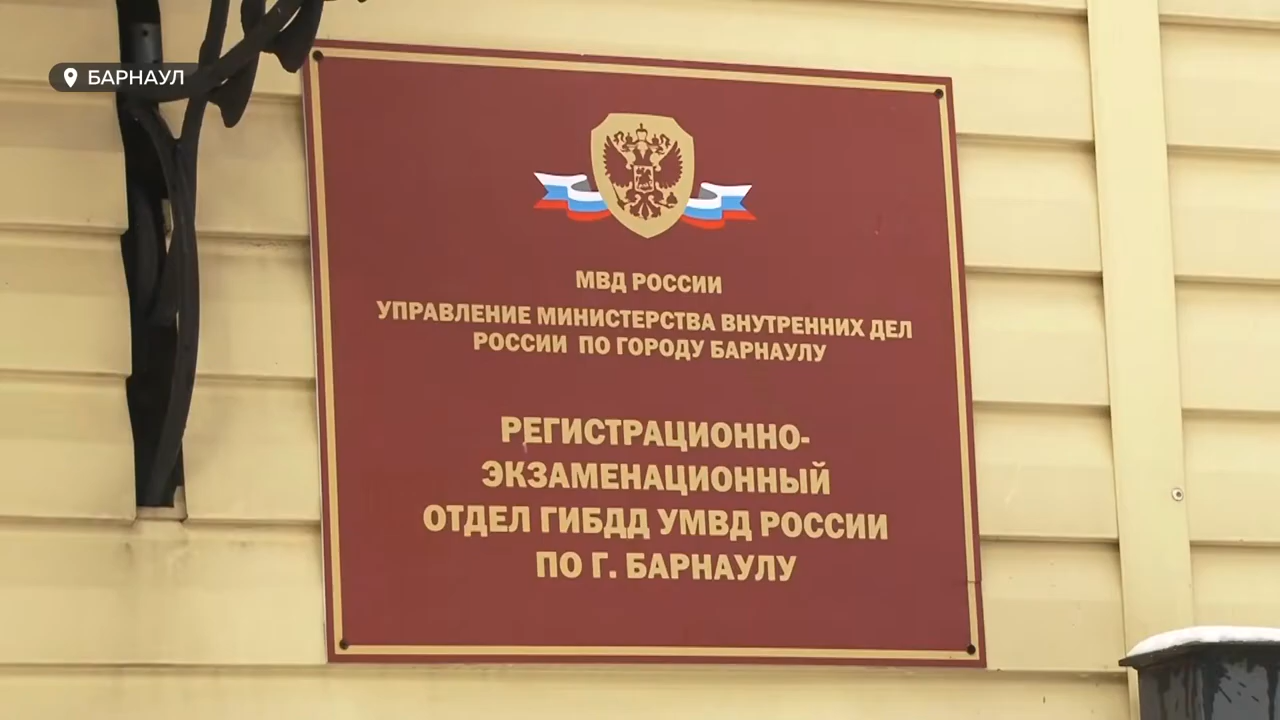 БАРНАУЛ
МВД РОССИИ
УПРАВЛЕНИЕ МИНИСТЕРСТВА ВНУТРЕННИХ ДЕЛ
РОССИИ ПО ГОРОДУ БАРНАУЛУ
РЕГИСТРАЦИОННО-
ЭКЗАМЕНАЦИОННЫЙ
ОТДЕЛ ГИБДД УМВД РОССИИ
ПО Г. БАРНАУЛУ